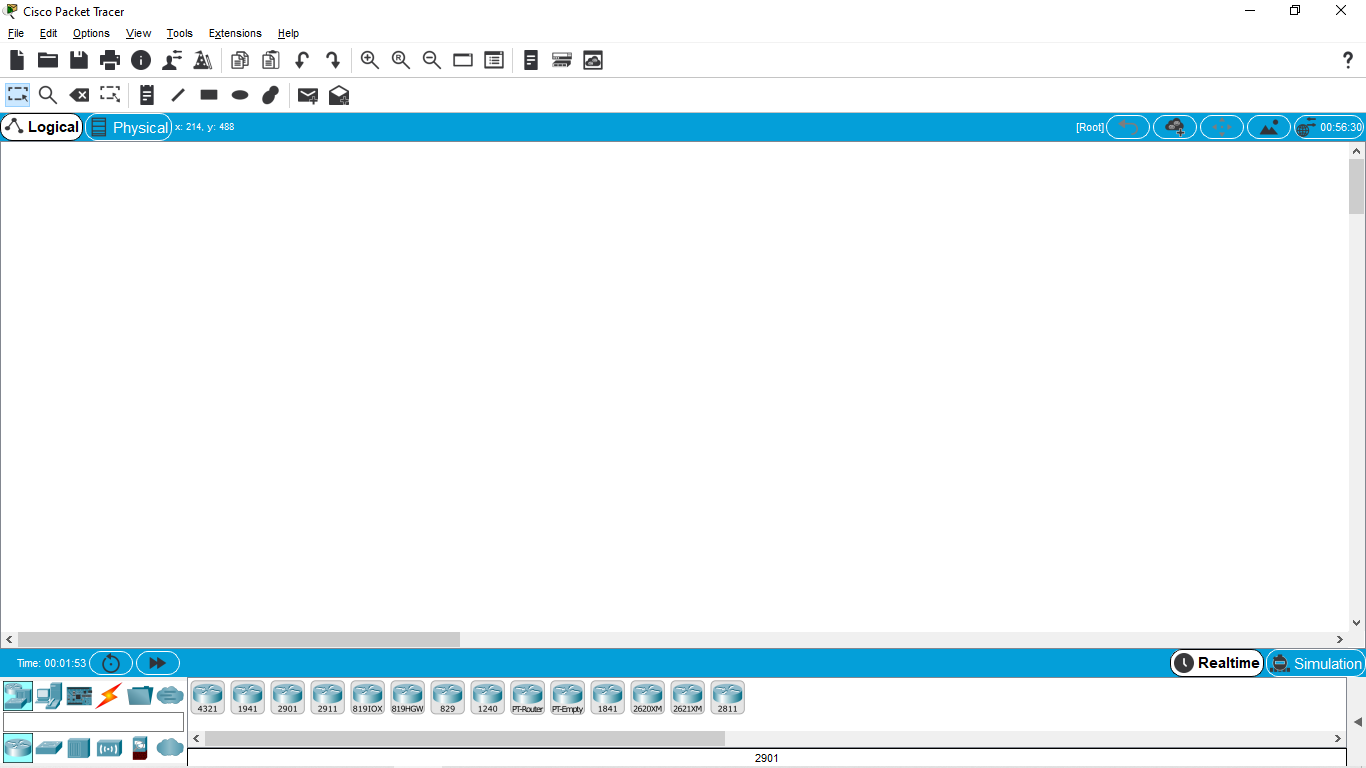 Cisco Packet Tracer
File Edit Options View Tools Extensions Help
?
Logical Physical x: 214, y: 488 [Root] 00:56:30
Time: 00:01:53 Realtime Simulation
4321 1941 2901 2911 819IOX 819HGW 829 1240 PT-Router PT-Empty 1841 2620XM 2621XM 2811
2901